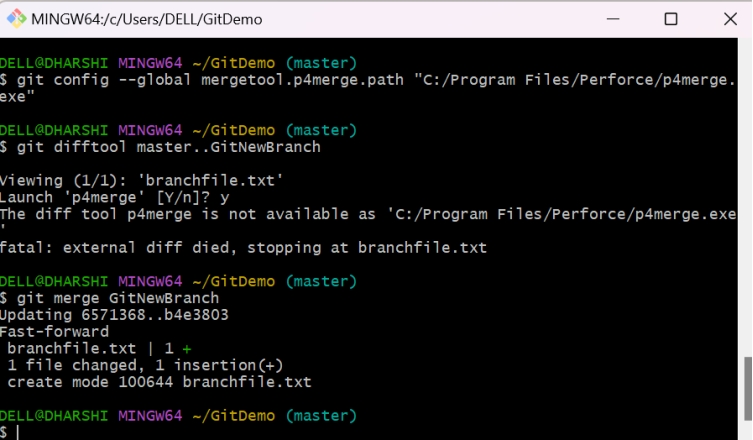 MINGW64:/c/Users/DELL/GitDemo
DELL@DHARSHI MINGW64 ~/GitDemo (master)
$ git config --global mergetool.p4merge.path "C:/Program Files/Perforce/p4merge.
exe"
DELL@DHARSHI MINGW64 ~/GitDemo (master)
$ git difftool master..GitNewBranch
Viewing (1/1): 'branchfile.txt'
Launch 'p4merge' [Y/n]? y
The diff tool p4merge is not available as 'C:/Program Files/Perforce/p4merge.exe
'
fatal: external diff died, stopping at branchfile.txt
DELL@DHARSHI MINGW64 ~/GitDemo (master)
$ git merge GitNewBranch
Updating 6571368..b4e3803
Fast-forward
branchfile.txt | 1 +
1 file changed, 1 insertion(+)
create mode 100644 branchfile.txt
DELL@DHARSHI MINGW64 ~/GitDemo (master)
$